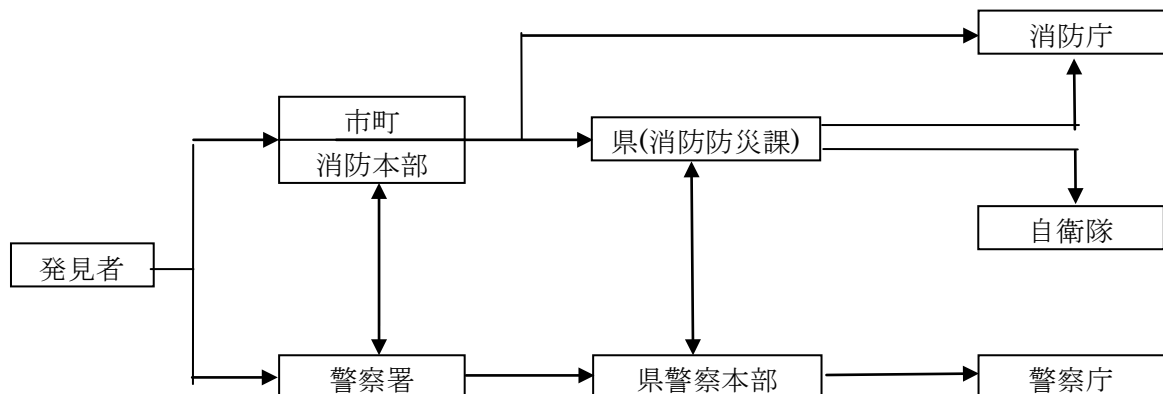 消防庁
市町
消防本部
県(消防防災課)
自衛隊
発見者
警察署
県警察本部
警察庁